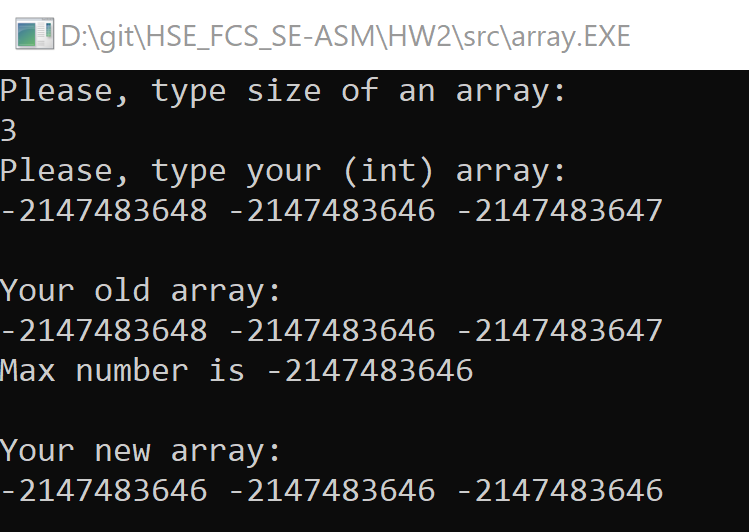 D:\git\HSE_FCS_SE-ASM\HW2\src\array.EXE
Please, type size of an array:
3
Please, type your (int) array:
-2147483648 -2147483646 -2147483647
Your old array:
-2147483648 -2147483646 -2147483647
Max number is -2147483646
Your new array:
-2147483646 -2147483646 -2147483646